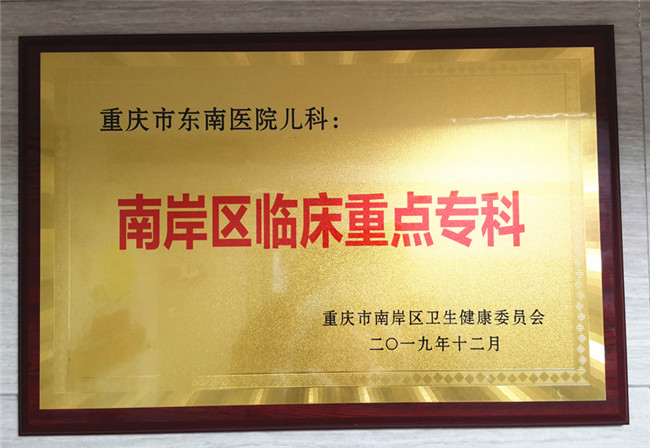 重庆市东南医院儿科：
南岸区临床重点专科
重庆市南岸区卫生健康委员会
二〇一九年十二月